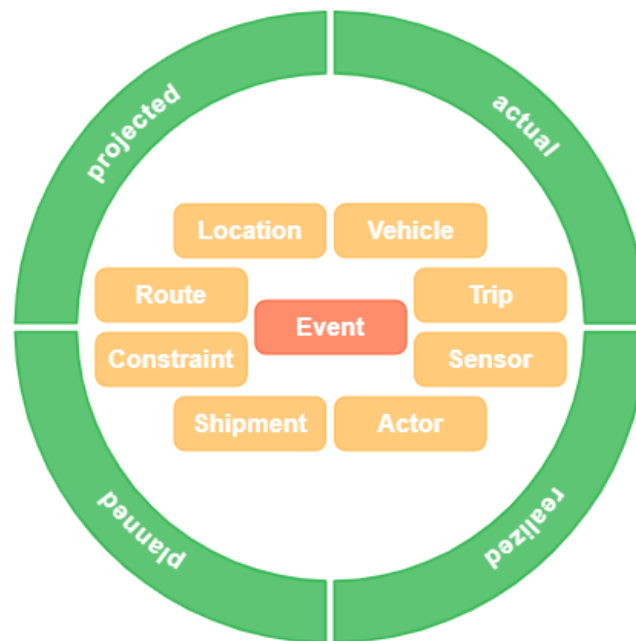 projected
actual
Location
Vehicle
Route
Trip
Event
Constraint
Sensor
Shipment
Actor
planned
realized